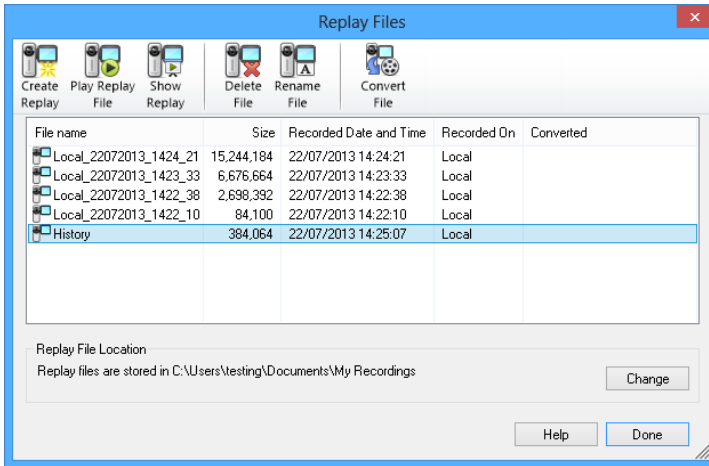 Replay Files
Create Replay
Play Replay File
Show Replay
Delete File
Rename File
Convert File
File name Size Recorded Date and Time Recorded On Converted
Local_22072013_1424_21 15,244,184 22/07/2013 14:24:21 Local
Local_22072013_1423_33 6,676,664 22/07/2013 14:23:33 Local
Local_22072013_1422_38 2,698,392 22/07/2013 14:22:38 Local
Local_22072013_1422_10 84,100 22/07/2013 14:22:10 Local
History 384,064 22/07/2013 14:25:07 Local
Replay File Location
Replay files are stored in C:\Users\testing\Documents\My Recordings
Change
Help Done